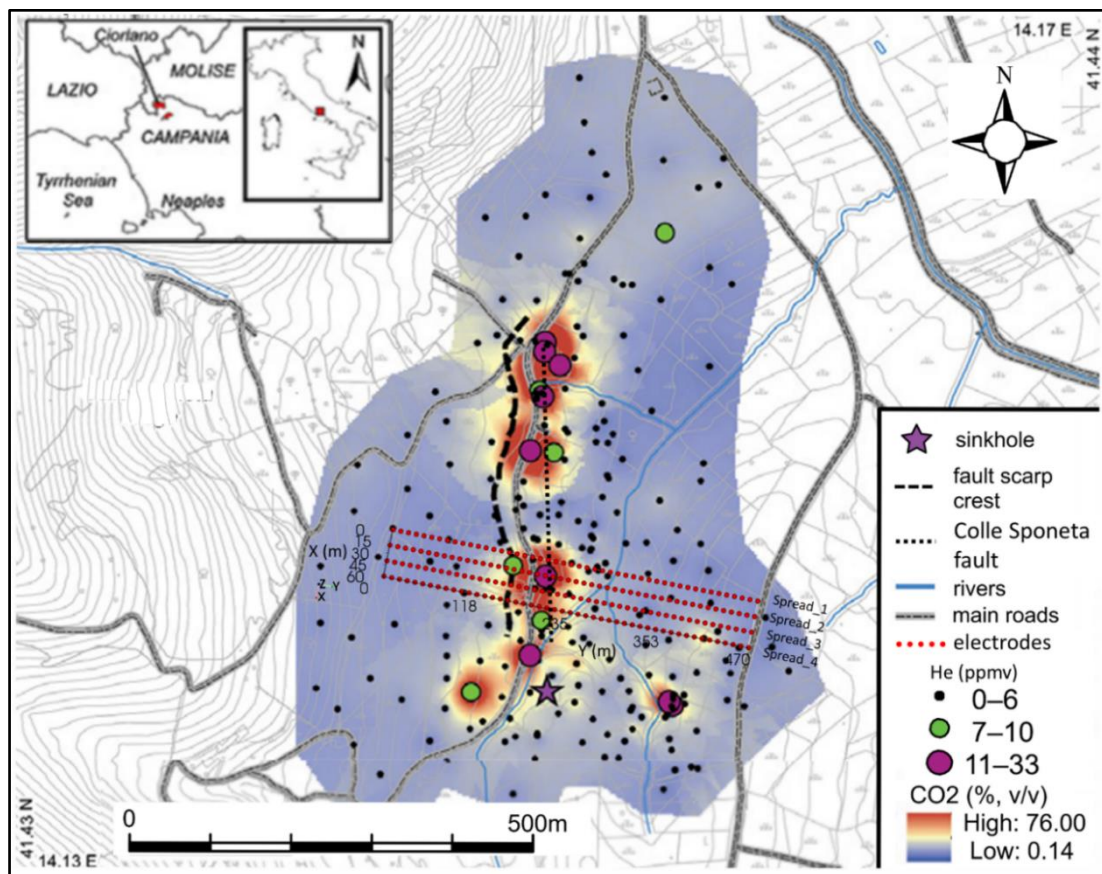 Ciorlano
N
MOLISE
LAZIO
CAMPANIA
Tyrrhenian
Sea
Neaples
14.17 E
41.44 N
N
0
15
X (m) 30
45
60
0
Z
Y
X
118
235
353
470
Y (m)
Spread_1
Spread_2
Spread_3
Spread_4
sinkhole
fault scarp
crest
Colle Sponeta
fault
rivers
main roads
electrodes
He (ppmv)
0–6
7–10
11–33
CO2 (%, v/v)
High: 76.00
Low: 0.14
0
500m
41.43 N
14.13 E